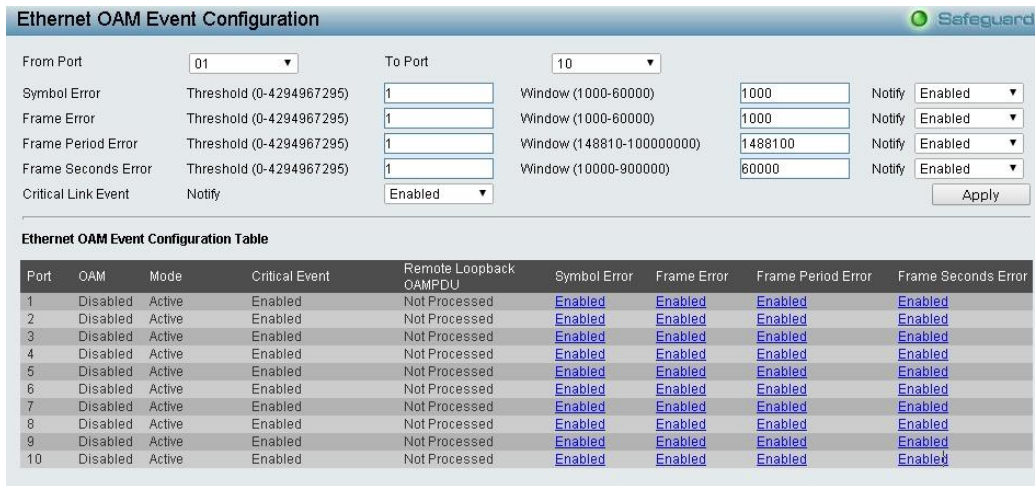 Ethernet OAM Event Configuration Safeguard
From Port 01 To Port 10
Symbol Error Threshold (0-4294967295) 1 Window (1000-60000) 1000 Notify Enabled
Frame Error Threshold (0-4294967295) 1 Window (1000-60000) 1000 Notify Enabled
Frame Period Error Threshold (0-4294967295) 1 Window (148810-100000000) 1488100 Notify Enabled
Frame Seconds Error Threshold (0-4294967295) 1 Window (10000-900000) 60000 Notify Enabled
Critical Link Event Notify Enabled Apply
Ethernet OAM Event Configuration Table
Port OAM Mode Critical Event Remote Loopback OAMPDU Symbol Error Frame Error Frame Period Error Frame Seconds Error
1 Disabled Active Enabled Not Processed Enabled Enabled Enabled Enabled
2 Disabled Active Enabled Not Processed Enabled Enabled Enabled Enabled
3 Disabled Active Enabled Not Processed Enabled Enabled Enabled Enabled
4 Disabled Active Enabled Not Processed Enabled Enabled Enabled Enabled
5 Disabled Active Enabled Not Processed Enabled Enabled Enabled Enabled
6 Disabled Active Enabled Not Processed Enabled Enabled Enabled Enabled
7 Disabled Active Enabled Not Processed Enabled Enabled Enabled Enabled
8 Disabled Active Enabled Not Processed Enabled Enabled Enabled Enabled
9 Disabled Active Enabled Not Processed Enabled Enabled Enabled Enabled
10 Disabled Active Enabled Not Processed Enabled Enabled Enabled Enabled